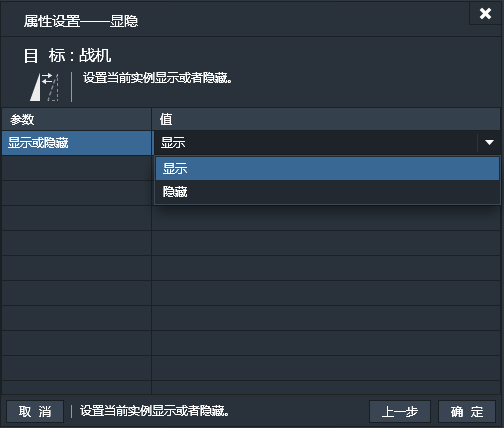 属性设置——显隐
目 标：战机
设置当前实例显示或者隐藏。
参数 值
显示或隐藏 显示
显示
隐藏
取 消 设置当前实例显示或者隐藏。 上一步 确 定